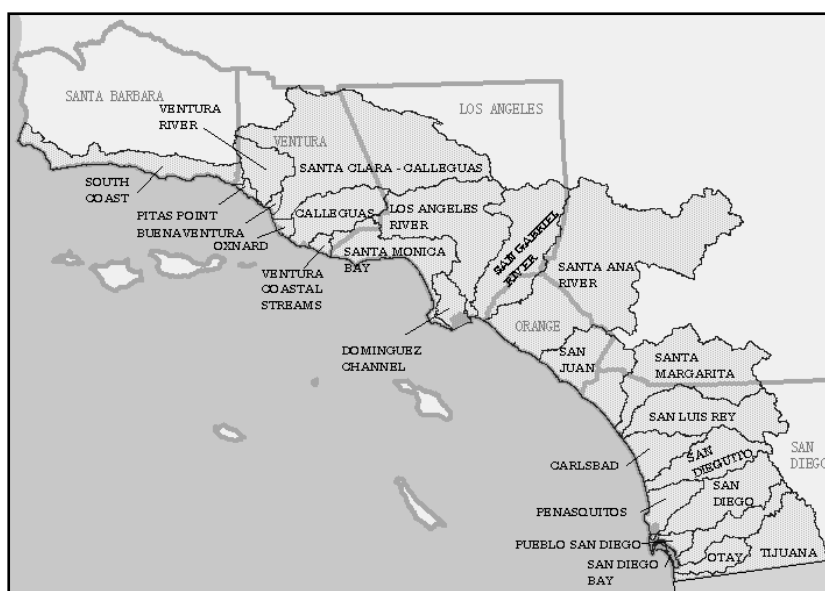 SANTA BARBARA
LOS ANGELES
VENTURA
RIVER
VENTURA
SANTA CLARA - CALLEGUAS
SOUTH
COAST
PITAS POINT
BUENAVENTURA
OXNARD
CALLEGUAS
LOS ANGELES
RIVER
SAN GABRIEL
RIVER
VENTURA
COASTAL
STREAMS
SANTA MONICA
BAY
SANTA ANA
RIVER
DOMINGUEZ
CHANNEL
ORANGE
SAN
JUAN
SANTA
MARGARITA
SAN LUIS REY
CARLSBAD
SAN
DIEGUITO
SAN
DIEGO
PENASQUITOS
SAN
DIEGO
PUEBLO SAN DIEGO
SAN DIEGO
BAY
OTAY
TIJUANA